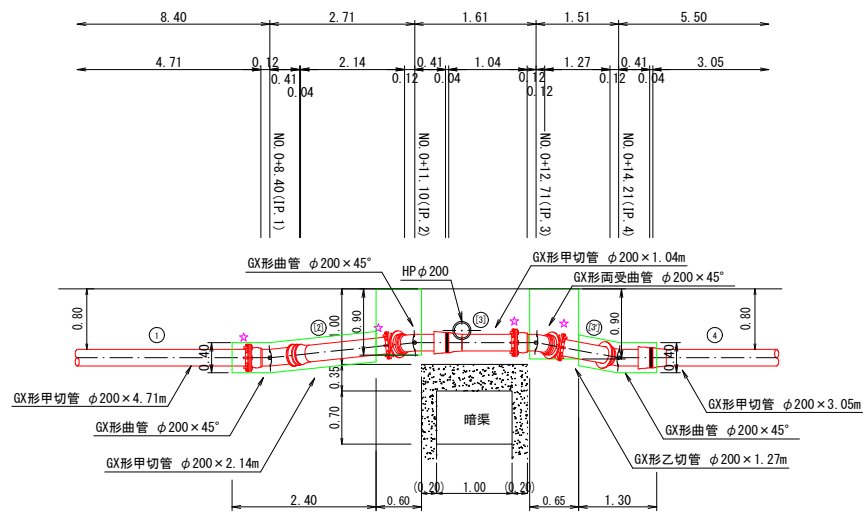 8.40 2.71 1.61 1.51 5.50
4.71 0.12 2.14 0.41 1.04 1.27 0.41 3.05
0.41 0.12 0.04 0.12 0.12 0.04
0.04 0.12
NO.0+8.40(IP.1)
NO.0+11.10(IP.2)
NO.0+12.71(IP.3)
NO.0+14.21(IP.4)
GX形曲管 φ200×45°
HPφ200
GX形甲切管 φ200×1.04m
GX形両受曲管 φ200×45°
0.80
1.00
0.90
0.90
0.80
①
[2]
[3]
[3']
④
☆
☆
☆
☆
0.40
0.40
0.35
0.70
暗渠
GX形甲切管 φ200×4.71m
GX形曲管 φ200×45°
GX形甲切管 φ200×2.14m
GX形甲切管 φ200×3.05m
GX形曲管 φ200×45°
GX形乙切管 φ200×1.27m
(0.20) 1.00 (0.20)
2.40 0.60 0.65 1.30